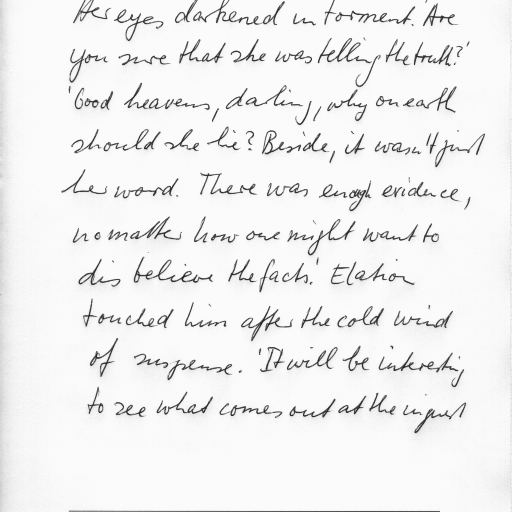 Her eyes darkened in torment. 'Are
you sure that she was telling the truth?'
'Good heavens, darling, why on earth
should she lie? Beside, it wasn't just
her word. There was enough evidence,
no matter how one might want to
disbelieve the facts.' Elation
touched him after the cold wind
of suspense. 'It will be interesting
to see what comes out at the inquest